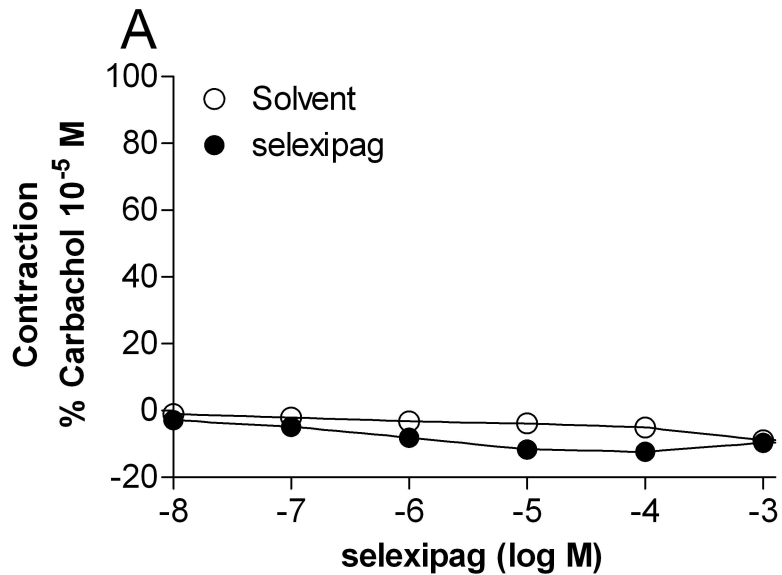 A
100
80
60
40
20
0
-20
Contraction
% Carbachol 10⁻⁵ M
Solvent
selexipag
-8 -7 -6 -5 -4 -3
selexipag (log M)